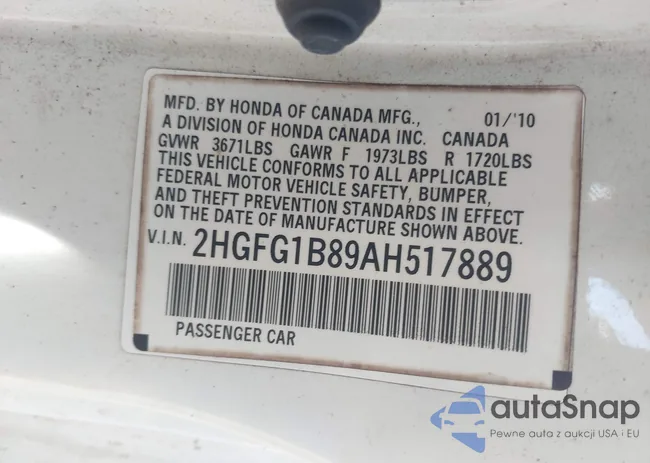 MFD. BY HONDA OF CANADA MFG., 01/'10
A DIVISION OF HONDA CANADA INC. CANADA
GVWR 3671LBS GAWR F 1973LBS R 1720LBS
THIS VEHICLE CONFORMS TO ALL APPLICABLE
FEDERAL MOTOR VEHICLE SAFETY, BUMPER,
AND THEFT PREVENTION STANDARDS IN EFFECT
ON THE DATE OF MANUFACTURE SHOWN ABOVE.
V.I.N. 2HGFG1B89AH517889
PASSENGER CAR
autaSnap
Pewne auta z aukcji USA i EU